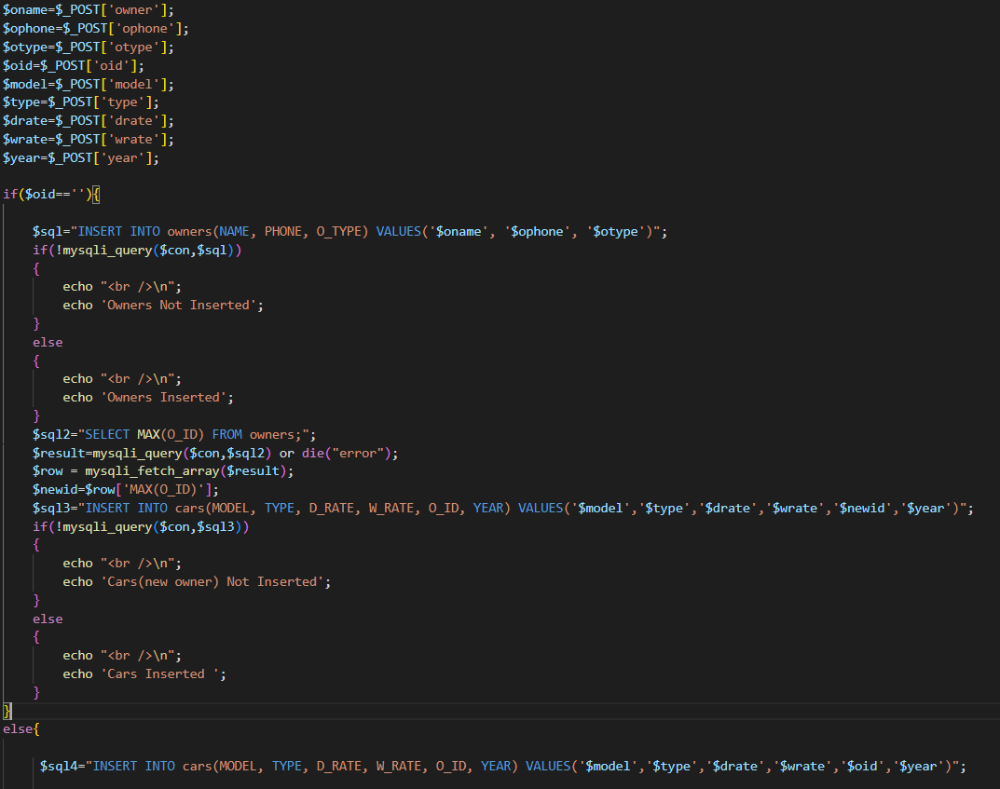 $oname=$_POST['owner'];
$ophone=$_POST['ophone'];
$otype=$_POST['otype'];
$oid=$_POST['oid'];
$model=$_POST['model'];
$type=$_POST['type'];
$drate=$_POST['drate'];
$wrate=$_POST['wrate'];
$year=$_POST['year'];
if($oid==''){
$sql="INSERT INTO owners(NAME, PHONE, O_TYPE) VALUES('$oname', '$ophone', '$otype')";
if(!mysqli_query($con,$sql))
{
echo "<br />\n";
echo 'Owners Not Inserted';
}
else
{
echo "<br />\n";
echo 'Owners Inserted';
}
$sql2="SELECT MAX(O_ID) FROM owners;";
$result=mysqli_query($con,$sql2) or die("error");
$row = mysqli_fetch_array($result);
$newid=$row['MAX(O_ID)'];
$sql3="INSERT INTO cars(MODEL, TYPE, D_RATE, W_RATE, O_ID, YEAR) VALUES('$model','$type','$drate','$wrate','$newid','$year')";
if(!mysqli_query($con,$sql3))
{
echo "<br />\n";
echo 'Cars(new owner) Not Inserted';
}
else
{
echo "<br />\n";
echo 'Cars Inserted ';
}
}
else{
$sql4="INSERT INTO cars(MODEL, TYPE, D_RATE, W_RATE, O_ID, YEAR) VALUES('$model','$type','$drate','$wrate','$oid','$year')";